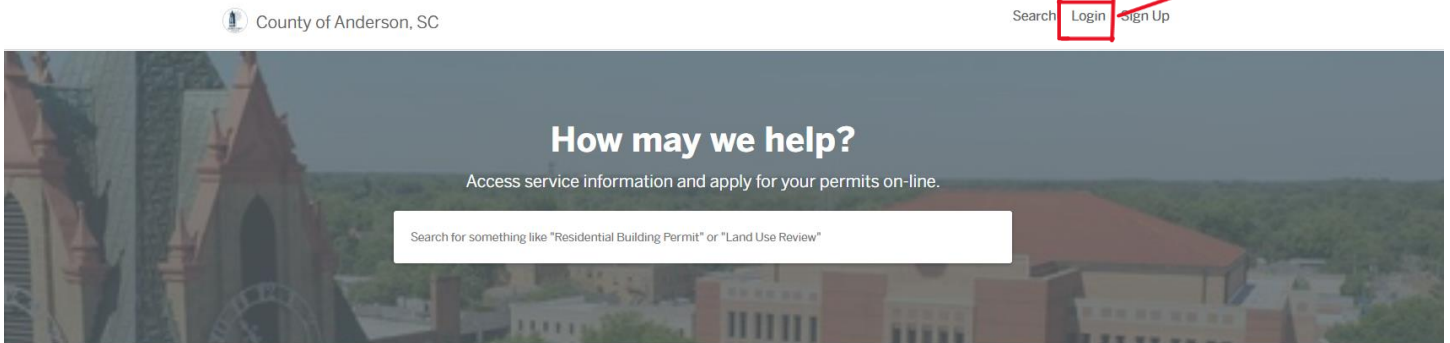 County of Anderson, SC
Search Login Sign Up
How may we help?
Access service information and apply for your permits on-line.
Search for something like "Residential Building Permit" or "Land Use Review"